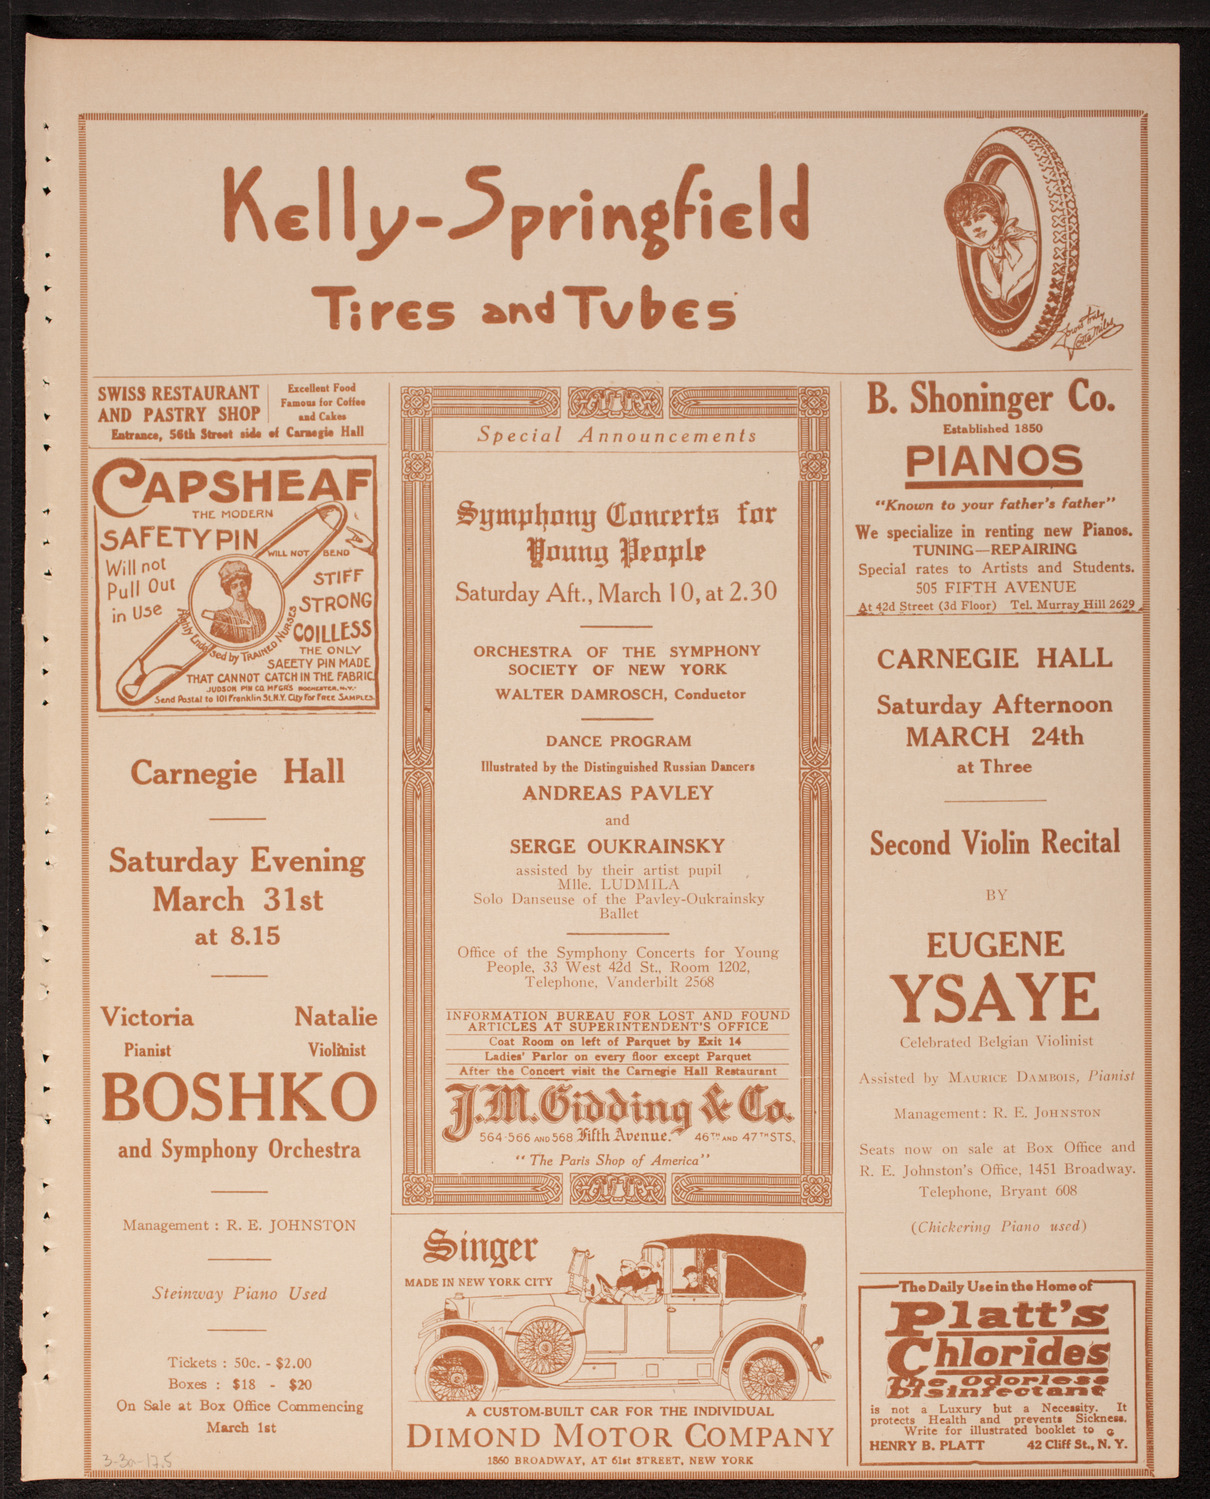 Kelly-Springfield
Tires and Tubes
Yours truly
Lotta Miles
SWISS RESTAURANT
AND PASTRY SHOP
Excellent Food
Famous for Coffee
and Cakes
Entrance, 56th Street side of Carnegie Hall
CAPSHEAF
THE MODERN
SAFETY PIN
WILL NOT BEND
Will not
Pull Out
in Use
STIFF
STRONG
COILLESS
Highly Endorsed by TRAINED NURSES
THE ONLY
SAEETY PIN MADE
THAT CANNOT CATCH IN THE FABRIC.
JUDSON PIN CO. MFGRS ROCHESTER, N.Y.
Send Postal to 101 Franklin St. N.Y. City For Free SAMPLES
Carnegie Hall
Saturday Evening
March 31st
at 8.15
Victoria Natalie
Pianist Violinist
BOSHKO
and Symphony Orchestra
Management : R. E. JOHNSTON
Steinway Piano Used
Tickets : 50c. - $2.00
Boxes : $18 - $20
On Sale at Box Office Commencing
March 1st
3-30-17.5
Special Announcements
Symphony Concerts for
Young People
Saturday Aft., March 10, at 2.30
ORCHESTRA OF THE SYMPHONY
SOCIETY OF NEW YORK
WALTER DAMROSCH, Conductor
DANCE PROGRAM
Illustrated by the Distinguished Russian Dancers
ANDREAS PAVLEY
and
SERGE OUKRAINSKY
assisted by their artist pupil
Mlle. LUDMILA
Solo Danseuse of the Pavley-Oukrainsky
Ballet
Office of the Symphony Concerts for Young
People, 33 West 42d St., Room 1202,
Telephone, Vanderbilt 2568
INFORMATION BUREAU FOR LOST AND FOUND
ARTICLES AT SUPERINTENDENT'S OFFICE
Coat Room on left of Parquet by Exit 14
Ladies' Parlor on every floor except Parquet
After the Concert visit the Carnegie Hall Restaurant
J.M. Gidding & Co.
564-566 AND 568 Fifth Avenue. 46TH AND 47TH STS.
"The Paris Shop of America"
Singer
MADE IN NEW YORK CITY
A CUSTOM-BUILT CAR FOR THE INDIVIDUAL
DIMOND MOTOR COMPANY
1860 BROADWAY, AT 61st STREET, NEW YORK
B. Shoninger Co.
Established 1850
PIANOS
"Known to your father's father"
We specialize in renting new Pianos.
TUNING—REPAIRING
Special rates to Artists and Students.
505 FIFTH AVENUE
At 42d Street (3d Floor) Tel. Murray Hill 2629
CARNEGIE HALL
Saturday Afternoon
MARCH 24th
at Three
Second Violin Recital
BY
EUGENE
YSAYE
Celebrated Belgian Violinist
Assisted by MAURICE DAMBOIS, Pianist
Management : R. E. JOHNSTON
Seats now on sale at Box Office and
R. E. Johnston's Office, 1451 Broadway.
Telephone, Bryant 608
(Chickering Piano used)
The Daily Use in the Home of
Platt's
Chlorides
The Odorless
Disinfectant
is not a Luxury but a Necessity. It
protects Health and prevents Sickness.
Write for illustrated booklet to G
HENRY B. PLATT 42 Cliff St., N. Y.